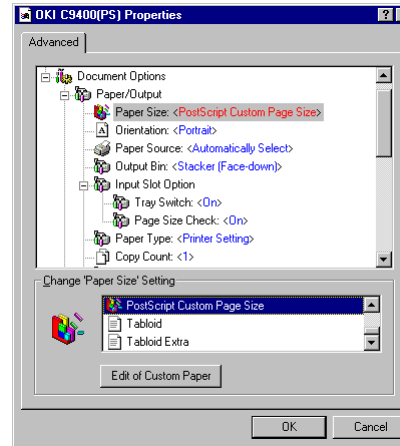 OKI C9400(PS) Properties
Advanced
Document Options
Paper/Output
Paper Size: <PostScript Custom Page Size>
Orientation: <Portrait>
Paper Source: <Automatically Select>
Output Bin: <Stacker (Face-down)>
Input Slot Option
Tray Switch: <On>
Page Size Check: <On>
Paper Type: <Printer Setting>
Copy Count: <1>
Change 'Paper Size' Setting
PostScript Custom Page Size
Tabloid
Tabloid Extra
Edit of Custom Paper
OK Cancel